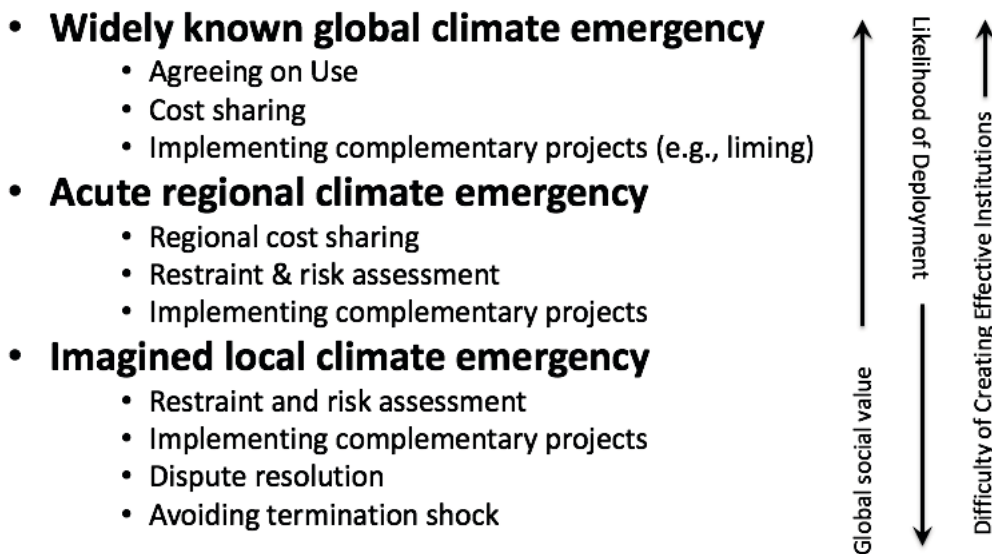 • Widely known global climate emergency
• Agreeing on Use
• Cost sharing
• Implementing complementary projects (e.g., liming)
• Acute regional climate emergency
• Regional cost sharing
• Restraint & risk assessment
• Implementing complementary projects
• Imagined local climate emergency
• Restraint and risk assessment
• Implementing complementary projects
• Dispute resolution
• Avoiding termination shock
Global social value
Likelihood of Deployment
Difficulty of Creating Effective Institutions